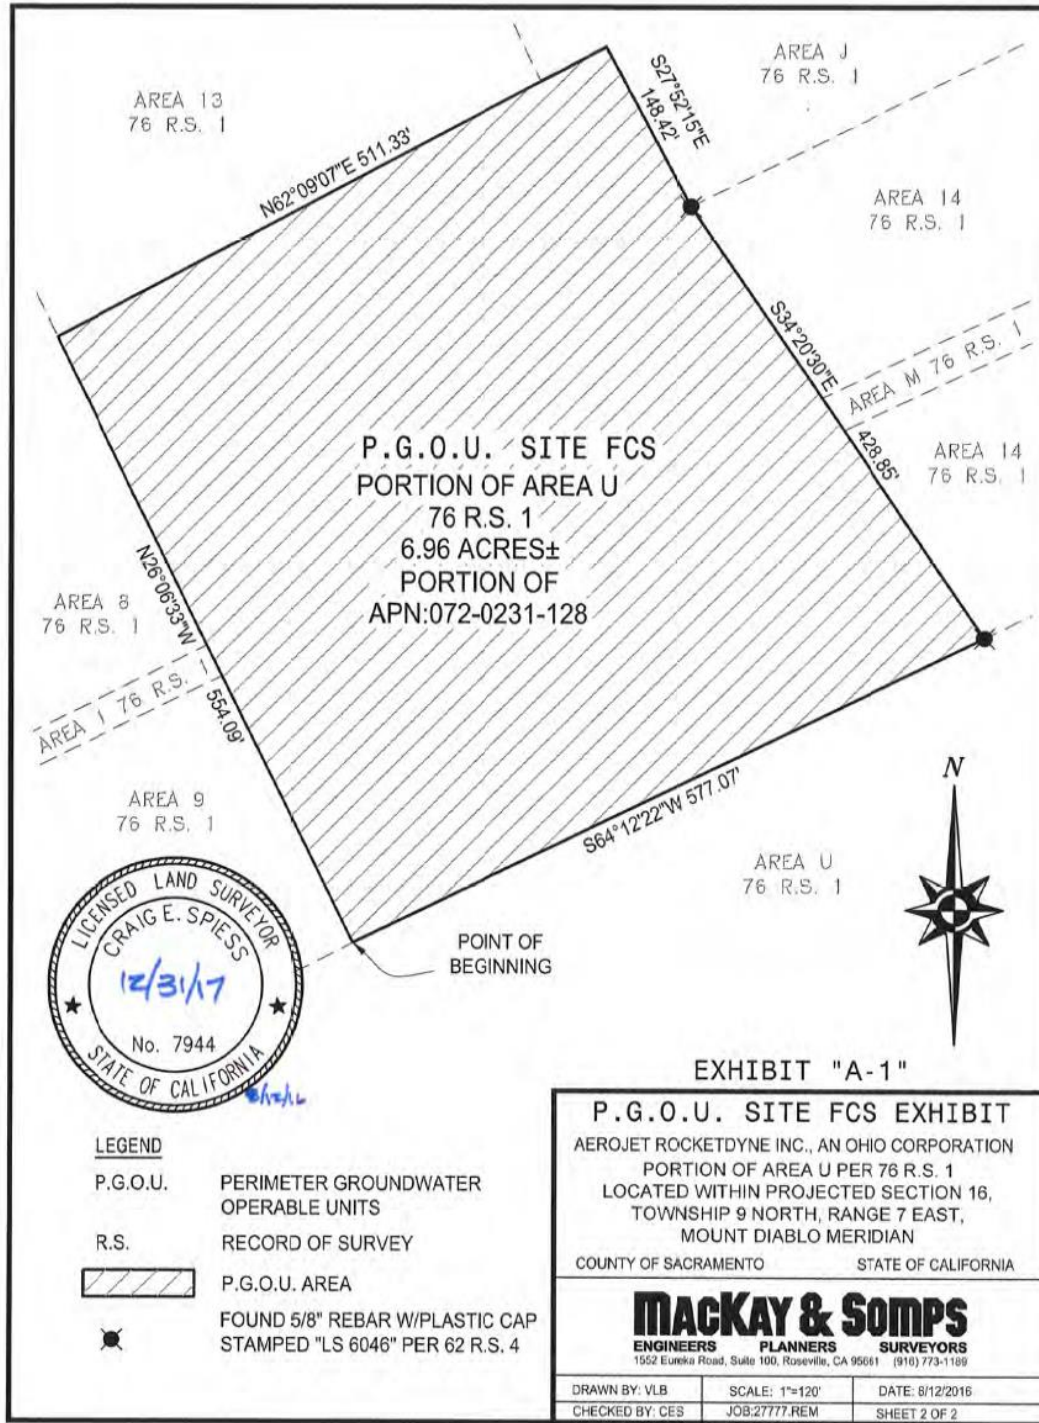 AREA J
76 R.S. 1
AREA 13
76 R.S. 1
S27°52'15"E
148.42'
N62°09'07"E 511.33'
AREA 14
76 R.S. 1
S34°20'30"E
428.85'
AREA M 76 R.S. 1
AREA 14
76 R.S. 1
P.G.O.U. SITE FCS
PORTION OF AREA U
76 R.S. 1
6.96 ACRES±
PORTION OF
APN:072-0231-128
N26°06'33"W
554.09'
AREA 8
76 R.S. 1
AREA I 76 R.S. 1
AREA 9
76 R.S. 1
S64°12'22"W 577.07'
AREA U
76 R.S. 1
N
POINT OF
BEGINNING
LICENSED LAND SURVEYOR
CRAIG E. SPIESS
12/31/17
No. 7944
STATE OF CALIFORNIA
EXHIBIT "A-1"
LEGEND
P.G.O.U. PERIMETER GROUNDWATER
OPERABLE UNITS
R.S. RECORD OF SURVEY
P.G.O.U. AREA
FOUND 5/8" REBAR W/PLASTIC CAP
STAMPED "LS 6046" PER 62 R.S. 4
P.G.O.U. SITE FCS EXHIBIT
AEROJET ROCKETDYNE INC., AN OHIO CORPORATION
PORTION OF AREA U PER 76 R.S. 1
LOCATED WITHIN PROJECTED SECTION 16,
TOWNSHIP 9 NORTH, RANGE 7 EAST,
MOUNT DIABLO MERIDIAN
COUNTY OF SACRAMENTO STATE OF CALIFORNIA
MACKAY & SOMPS
ENGINEERS PLANNERS SURVEYORS
1552 Eureka Road, Suite 100, Roseville, CA 95661 (916) 773-1189
DRAWN BY: VLB SCALE: 1"=120' DATE: 8/12/2016
CHECKED BY: CES JOB:27777.REM SHEET 2 OF 2